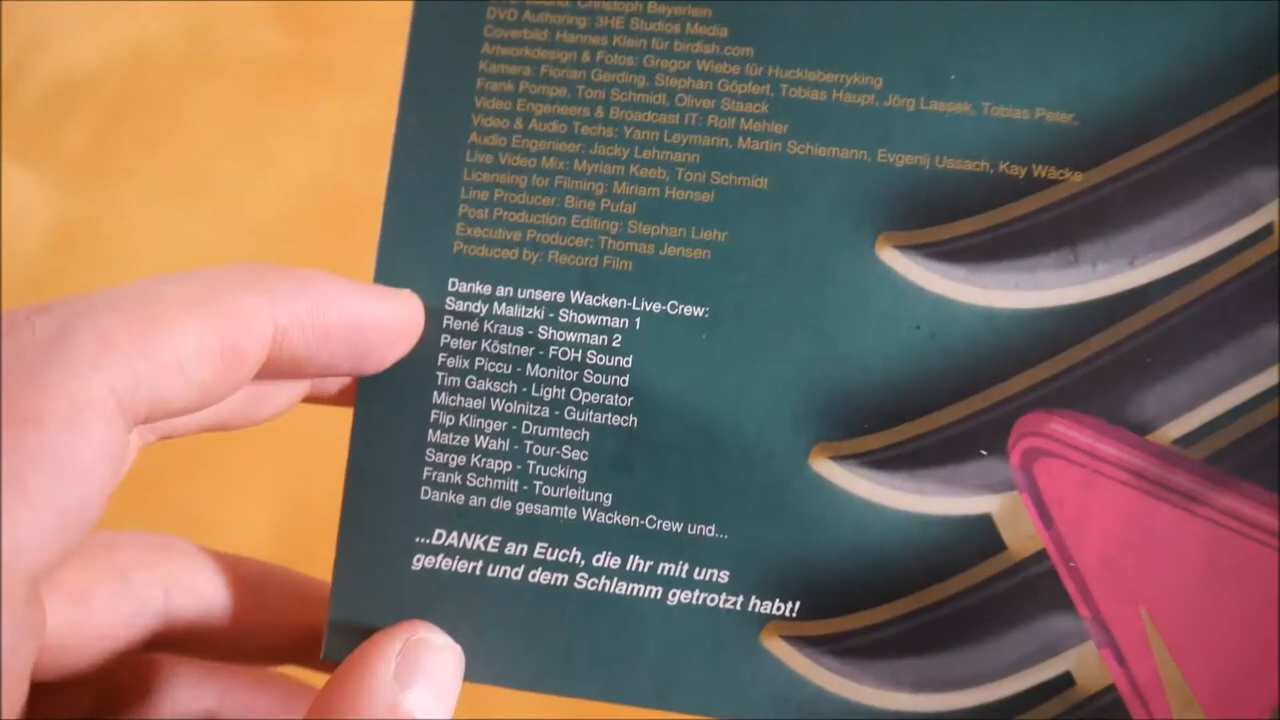 Christoph Beyerlein
DVD Authoring: 3HE Studios Media
Coverbild: Hannes Klein für birdish.com
Artworkdesign & Fotos: Gregor Wiebe für Huckleberryking
Kamera: Florian Gerding, Stephan Göpfert, Tobias Haupt, Jörg Lassek, Tobias Peter,
Frank Pompe, Toni Schmidt, Oliver Staack
Video Engeneers & Broadcast IT: Rolf Mehler
Video & Audio Techs: Yann Leymann, Martin Schiemann, Evgenij Ussach, Kay Wäcke
Audio Engenieer: Jacky Lehmann
Live Video Mix: Myriam Keeb, Toni Schmidt
Licensing for Filming: Miriam Hensel
Line Producer: Bine Pufal
Post Production Editing: Stephan Liehr
Executive Producer: Thomas Jensen
Produced by: Record Film
Danke an unsere Wacken-Live-Crew:
Sandy Malitzki - Showman 1
René Kraus - Showman 2
Peter Köstner - FOH Sound
Felix Piccu - Monitor Sound
Tim Gaksch - Light Operator
Michael Wolnitza - Guitartech
Flip Klinger - Drumtech
Matze Wahl - Tour-Sec
Sarge Krapp - Trucking
Frank Schmitt - Tourleitung
Danke an die gesamte Wacken-Crew und...
...DANKE an Euch, die Ihr mit uns
gefeiert und dem Schlamm getrotzt habt!